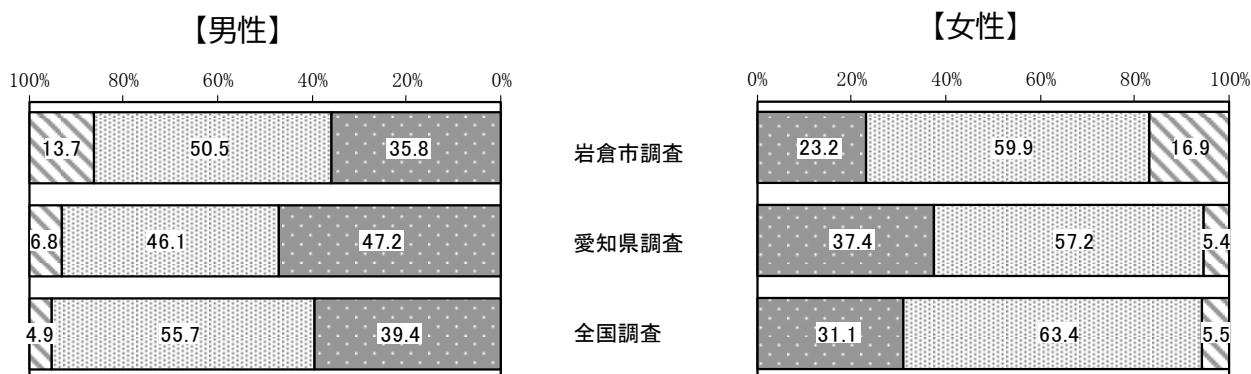 【男性】
【女性】
100% 80% 60% 40% 20% 0%
0% 20% 40% 60% 80% 100%
13.7 50.5 35.8 岩倉市調査 23.2 59.9 16.9
6.8 46.1 47.2 愛知県調査 37.4 57.2 5.4
4.9 55.7 39.4 全国調査 31.1 63.4 5.5